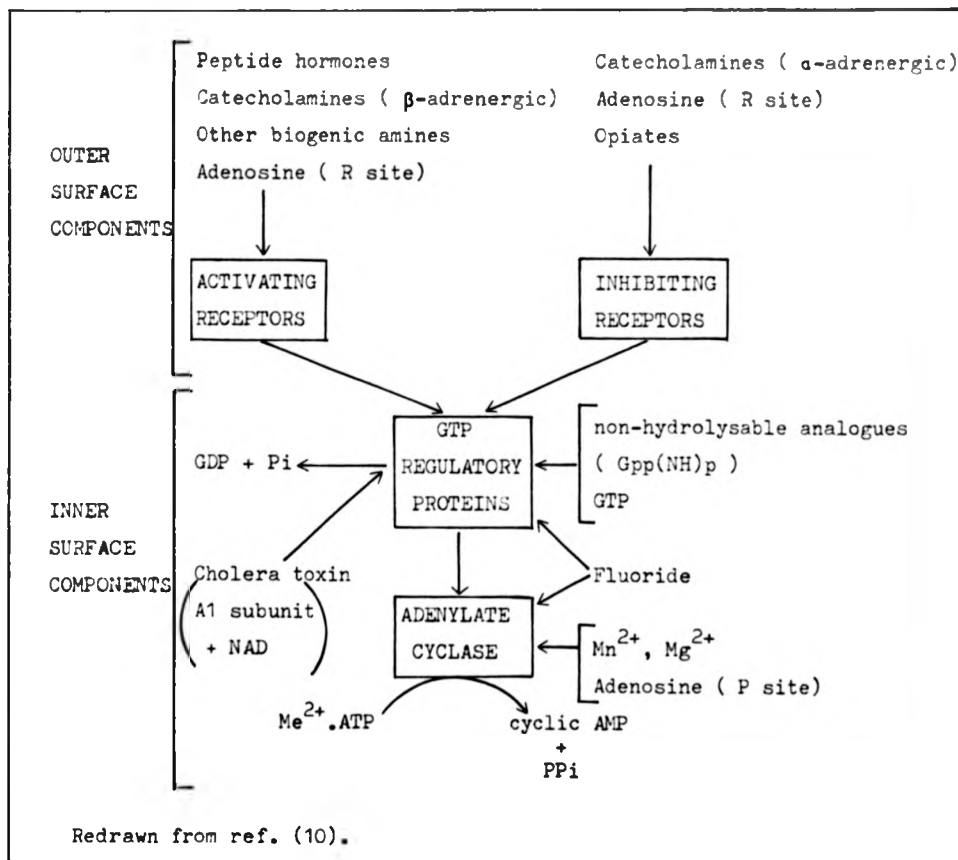 Peptide hormones
Catecholamines ( β-adrenergic)
Other biogenic amines
Adenosine ( R site)
Catecholamines ( α-adrenergic)
Adenosine ( R site)
Opiates
OUTER
SURFACE
COMPONENTS
ACTIVATING
RECEPTORS
INHIBITING
RECEPTORS
GTP
REGULATORY
PROTEINS
GDP + Pi
non-hydrolysable analogues
( Gpp(NH)p )
GTP
INNER
SURFACE
COMPONENTS
Cholera toxin
A1 subunit
+ NAD
Fluoride
ADENYLATE
CYCLASE
Mn²⁺, Mg²⁺
Adenosine ( P site)
Me²⁺.ATP
cyclic AMP
+
PPi
Redrawn from ref. (10).